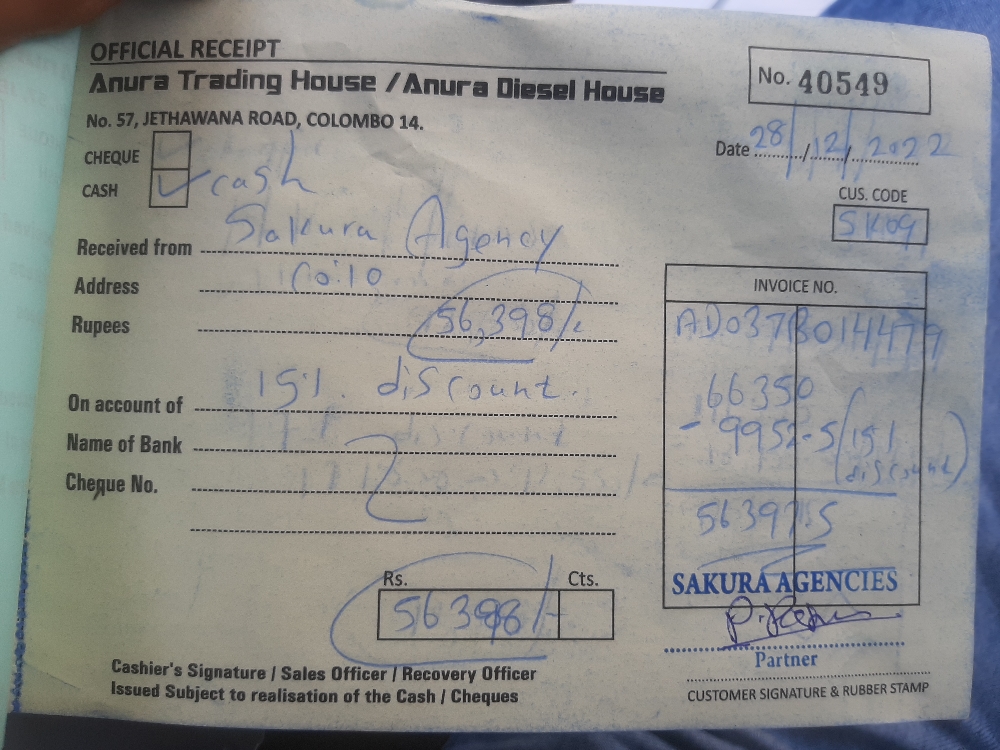 OFFICIAL RECEIPT
Anura Trading House / Anura Diesel House
No. 57, JETHAWANA ROAD, COLOMBO 14.
No. 40549
Date 28/12/2022
CHEQUE
CASH ✓ cash
CUS. CODE
SK09
Received from Sakura Agency
Address Co:10
Rupees 56,398/-
On account of 15% discount.
Name of Bank
Cheque No.
INVOICE NO.
AD037B014479
66350
- 9952.5 (15% discount)
56397.5
Rs. Cts.
56398/-
SAKURA AGENCIES
Partner
CUSTOMER SIGNATURE & RUBBER STAMP
Cashier's Signature / Sales Officer / Recovery Officer
Issued Subject to realisation of the Cash / Cheques